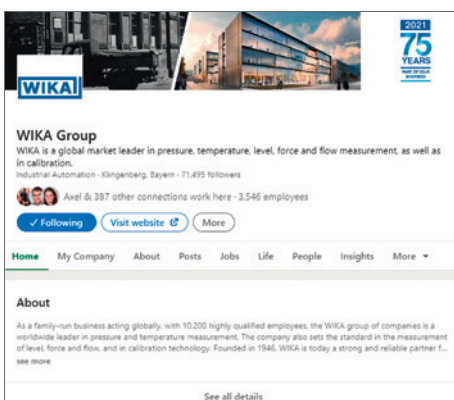 2021
75
YEARS
PART OF YOUR
BUSINESS
WIKA
WIKA Group
WIKA is a global market leader in pressure, temperature, level, force and flow measurement, as well as
in calibration.
Industrial Automation · Klingenberg, Bayern · 71,495 followers
Axel & 387 other connections work here · 3,546 employees
✓ Following
Visit website
More
Home My Company About Posts Jobs Life People Insights More
About
As a family-run business acting globally, with 10,200 highly qualified employees, the WIKA group of companies is a
worldwide leader in pressure and temperature measurement. The company also sets the standard in the measurement
of level, force and flow, and in calibration technology. Founded in 1946, WIKA is today a strong and reliable partner f...
see more
See all details